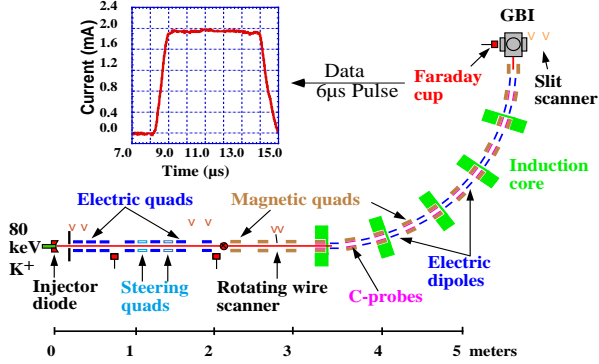 2.4
2.0
1.6
1.2
0.8
0.4
0.0
Current (mA)
7.0 9.0 11.0 13.0 15.0
Time (µs)
Data
6µs Pulse
GBI
Faraday
cup
Slit
scanner
Induction
core
Electric quads
Magnetic quads
80
keV
K+
Injector
diode
Steering
quads
Rotating wire
scanner
C-probes
Electric
dipoles
0 1 2 3 4 5 meters